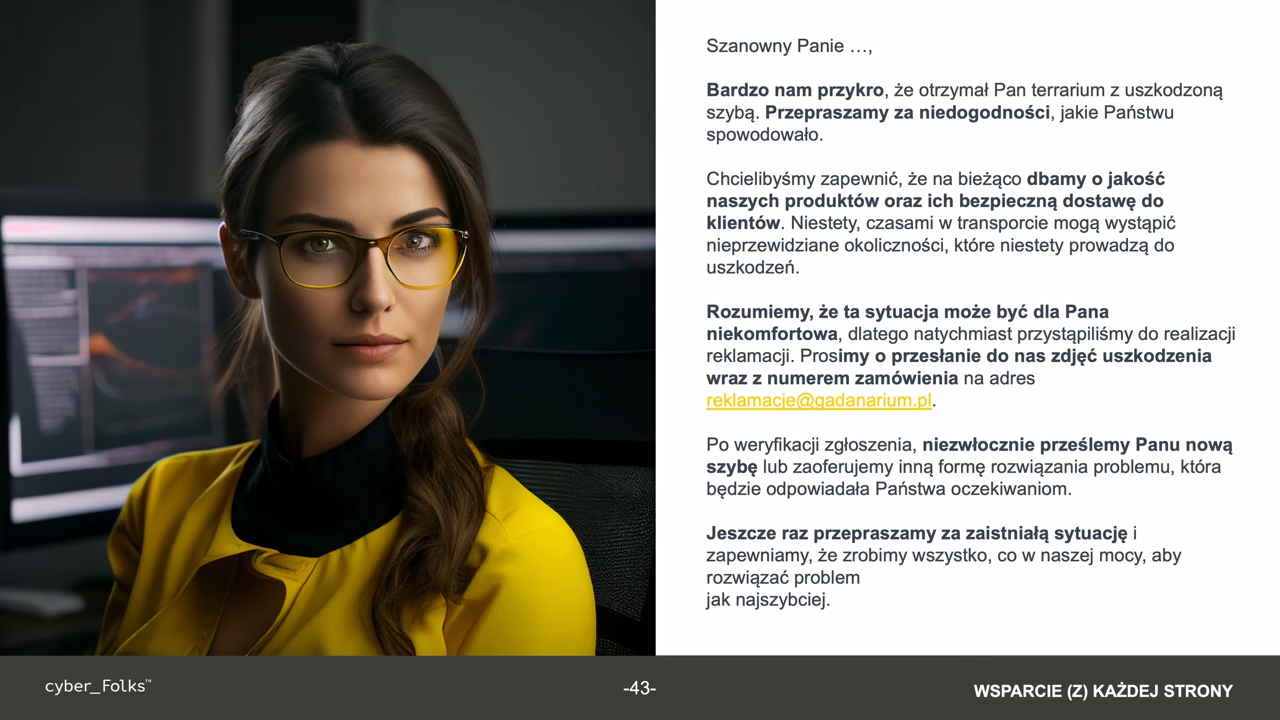 Szanowny Panie …,
Bardzo nam przykro, że otrzymał Pan terrarium z uszkodzoną
szybą. Przepraszamy za niedogodności, jakie Państwu
spowodowało.
Chcielibyśmy zapewnić, że na bieżąco dbamy o jakość
naszych produktów oraz ich bezpieczną dostawę do
klientów. Niestety, czasami w transporcie mogą wystąpić
nieprzewidziane okoliczności, które niestety prowadzą do
uszkodzeń.
Rozumiemy, że ta sytuacja może być dla Pana
niekomfortowa, dlatego natychmiast przystąpiliśmy do realizacji
reklamacji. Prosimy o przesłanie do nas zdjęć uszkodzenia
wraz z numerem zamówienia na adres
reklamacje@gadanarium.pl.
Po weryfikacji zgłoszenia, niezwłocznie prześlemy Panu nową
szybę lub zaoferujemy inną formę rozwiązania problemu, która
będzie odpowiadała Państwa oczekiwaniom.
Jeszcze raz przepraszamy za zaistniałą sytuację i
zapewniamy, że zrobimy wszystko, co w naszej mocy, aby
rozwiązać problem
jak najszybciej.
cyber_Folks™
-43-
WSPARCIE (Z) KAŻDEJ STRONY